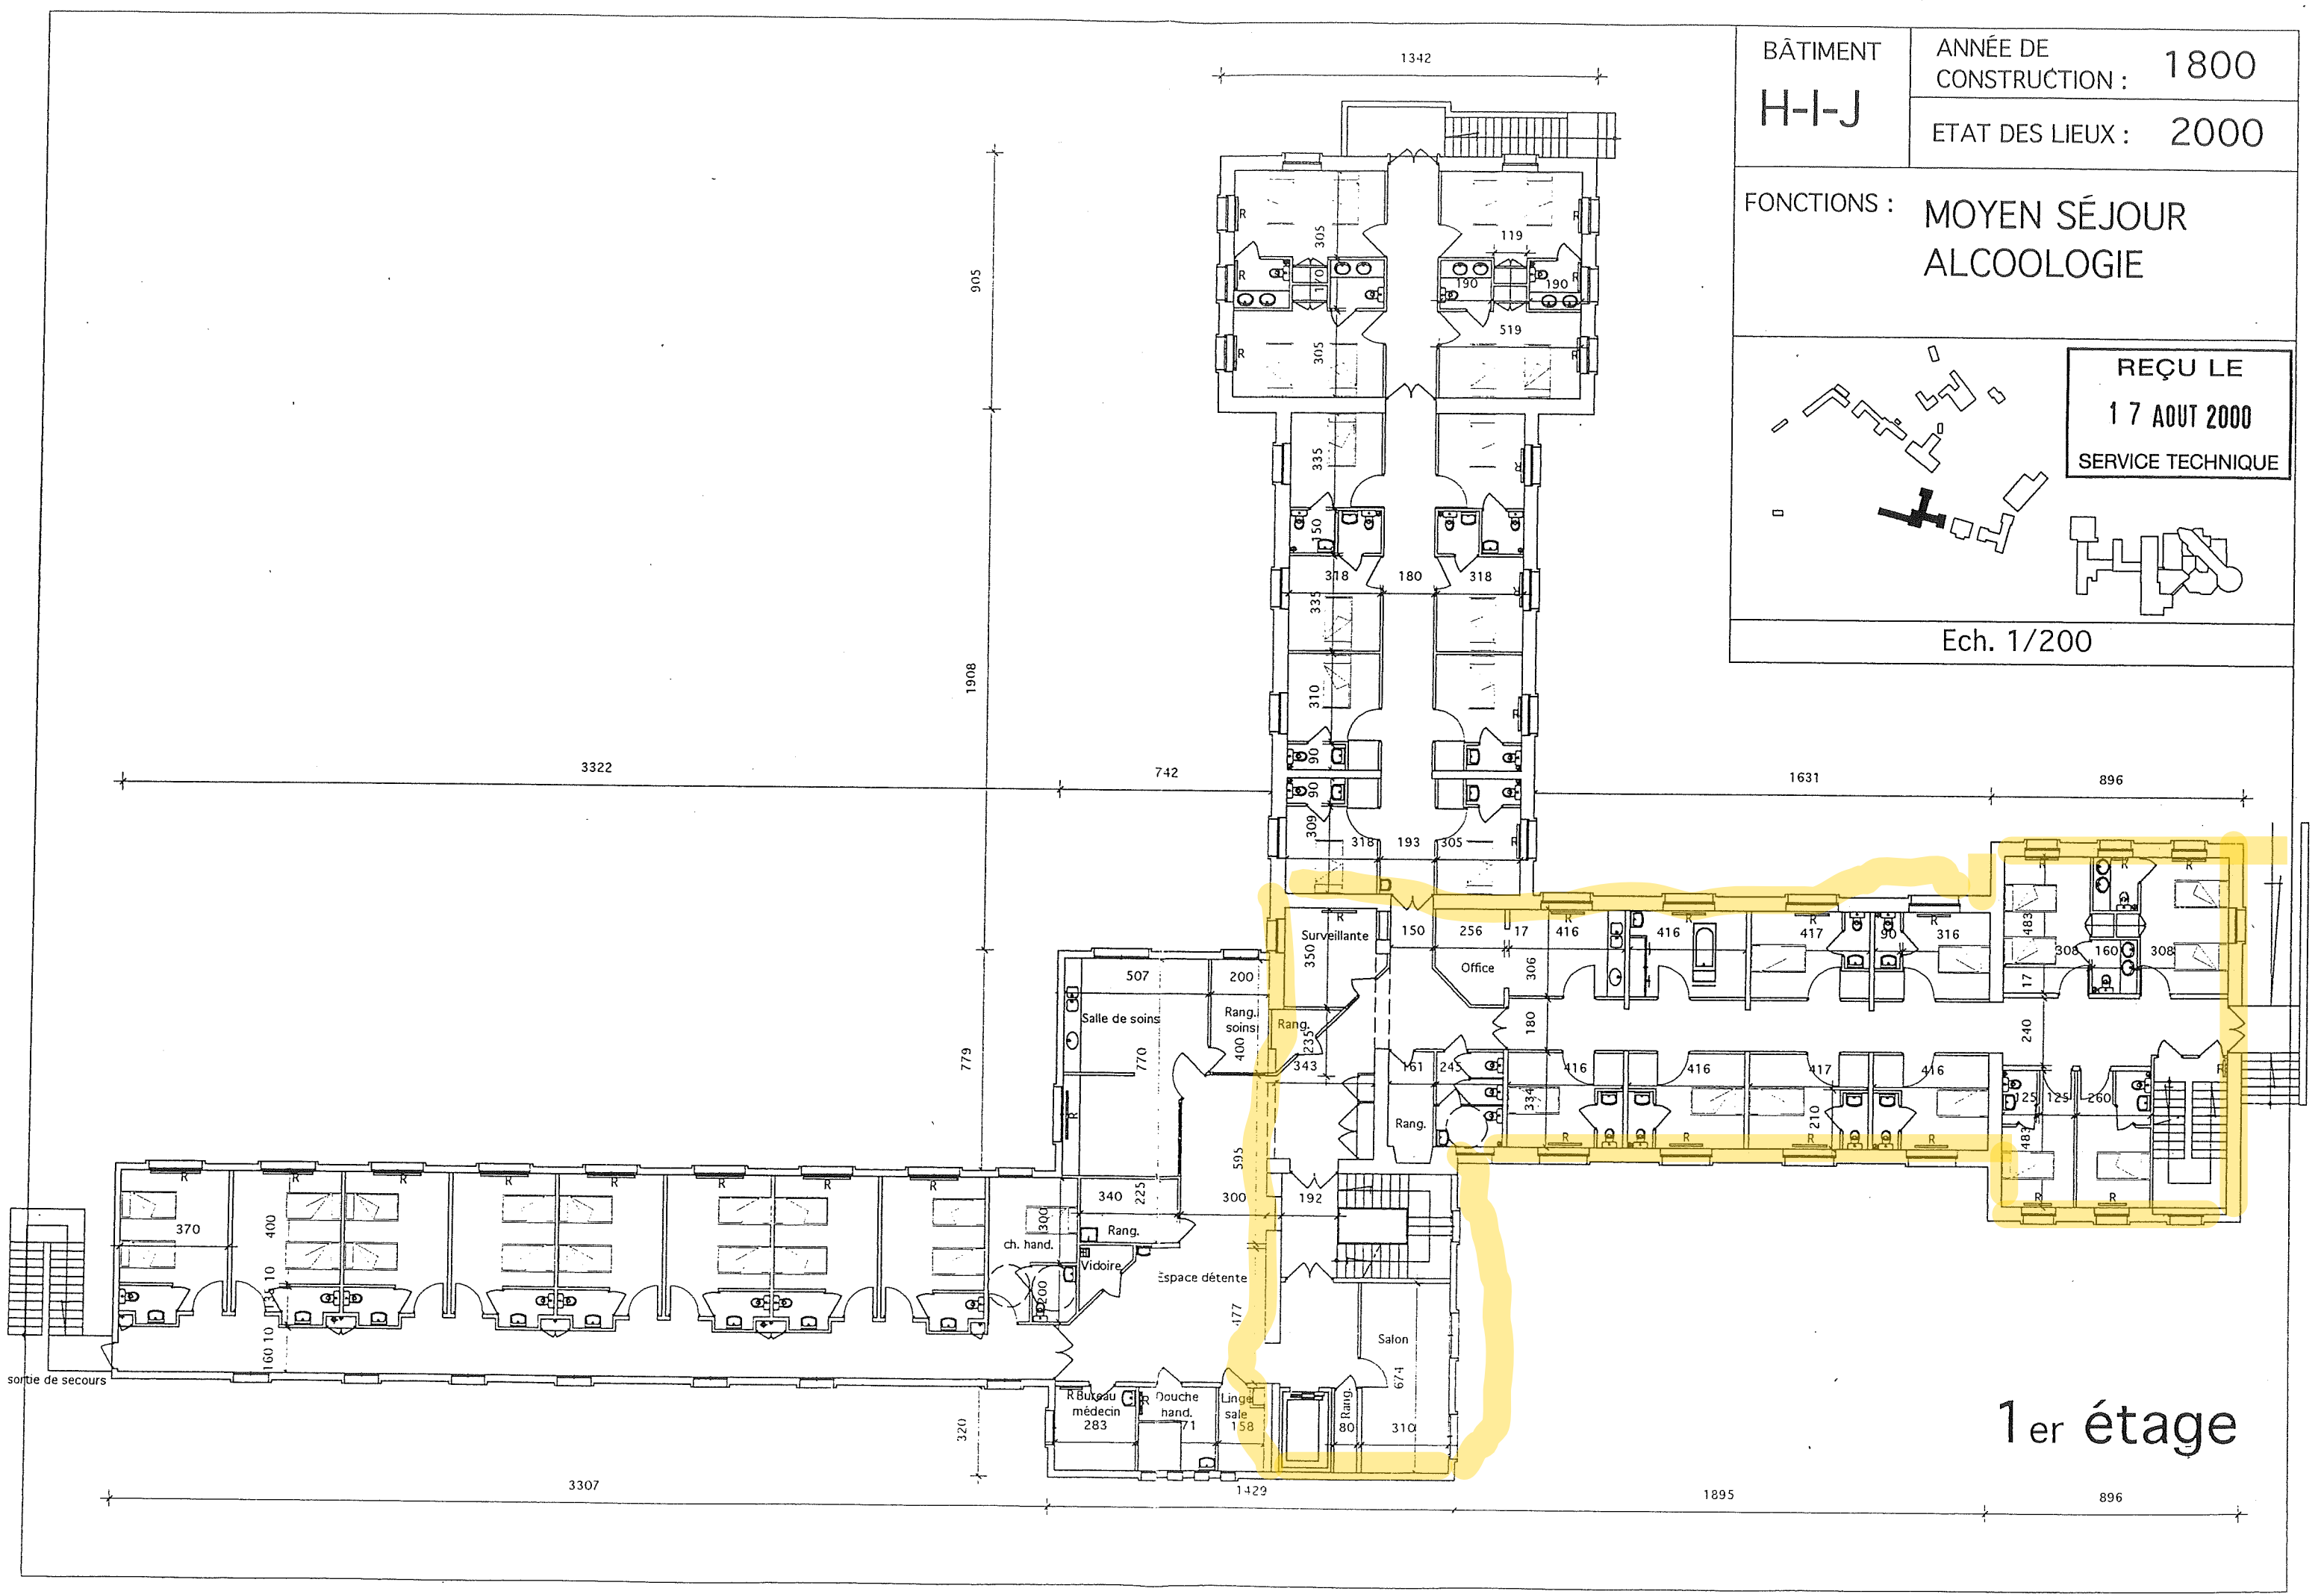 BÂTIMENT
H-I-J
ANNÉE DE
CONSTRUCTION :
1800
ETAT DES LIEUX :
2000
FONCTIONS :
MOYEN SÉJOUR
ALCOOLOGIE
REÇU LE
17 AOUT 2000
SERVICE TECHNIQUE
Ech. 1/200
1342
905
R
R
305
119
R
R
190
190
R
305
519
R
R
335
R
150
318
180
318
335
R
1908
310
R
90
3322
742
1631
896
90
309
318
193
305
R
R
Surveillante
350
150
256
17
416
R
416
R
417
R
90
316
R
R
R
R
483
308
160
308
17
Office
306
507
200
Salle de soins
Rang.
soins
400
Rang.
235
343
180
240
779
770
R
161
245
416
416
417
416
R
125
125
260
334
210
483
Rang.
R
R
R
R
R
R
595
R
R
R
R
R
R
R
R
340
225
300
192
370
400
300
ch. hand.
Rang.
Vidoire
Espace détente
10
200
477
Salon
160
10
674
sortie de secours
R
Bureau
médecin
283
R
Douche
hand.
71
Linge
sale
158
Rang.
80
310
320
1er étage
3307
1429
1895
896